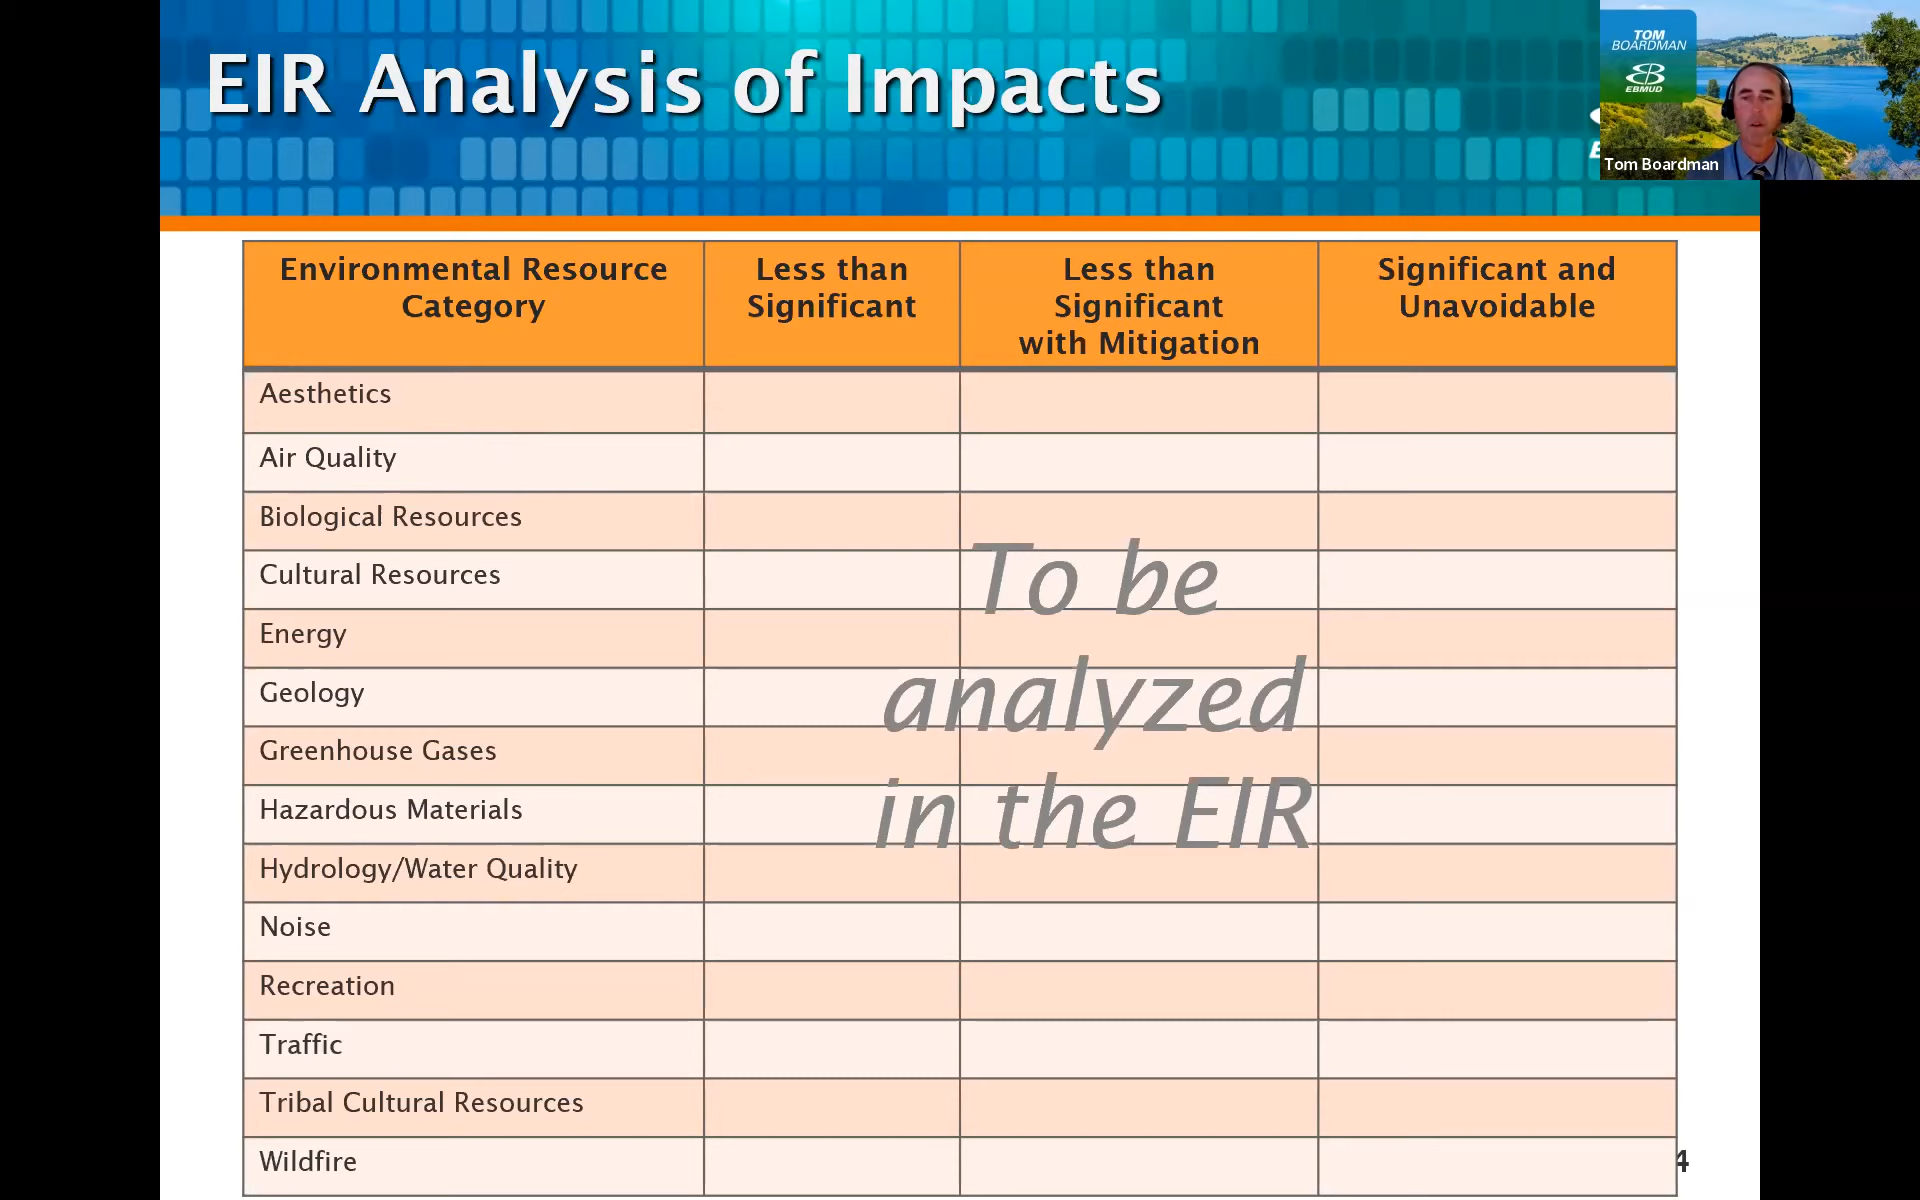 EIR Analysis of Impacts
TOM
BOARDMAN
EBMUD
Tom Boardman
Environmental Resource
Category
Less than
Significant
Less than
Significant
with Mitigation
Significant and
Unavoidable
Aesthetics
Air Quality
Biological Resources
Cultural Resources
Energy
Geology
Greenhouse Gases
Hazardous Materials
Hydrology/Water Quality
Noise
Recreation
Traffic
Tribal Cultural Resources
Wildfire
To be
analyzed
in the EIR
4